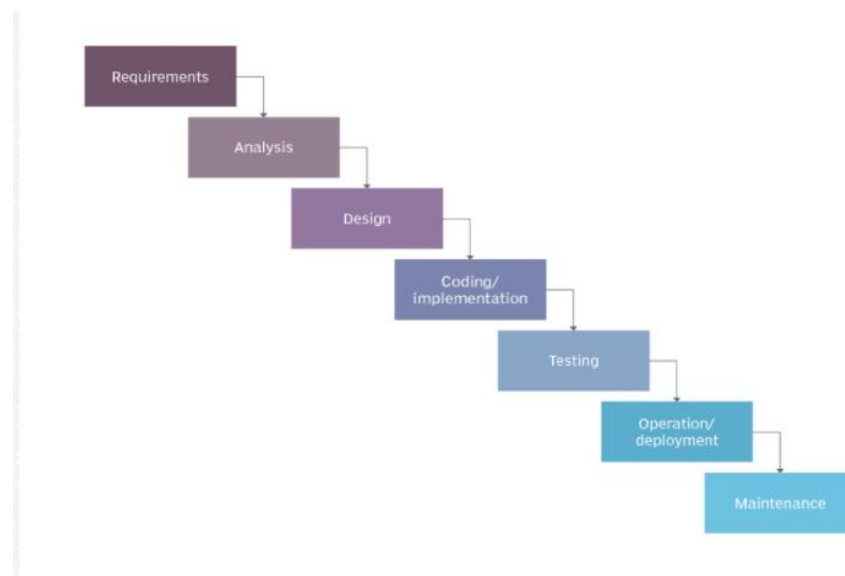 Requirements
Analysis
Design
Coding/
implementation
Testing
Operation/
deployment
Maintenance